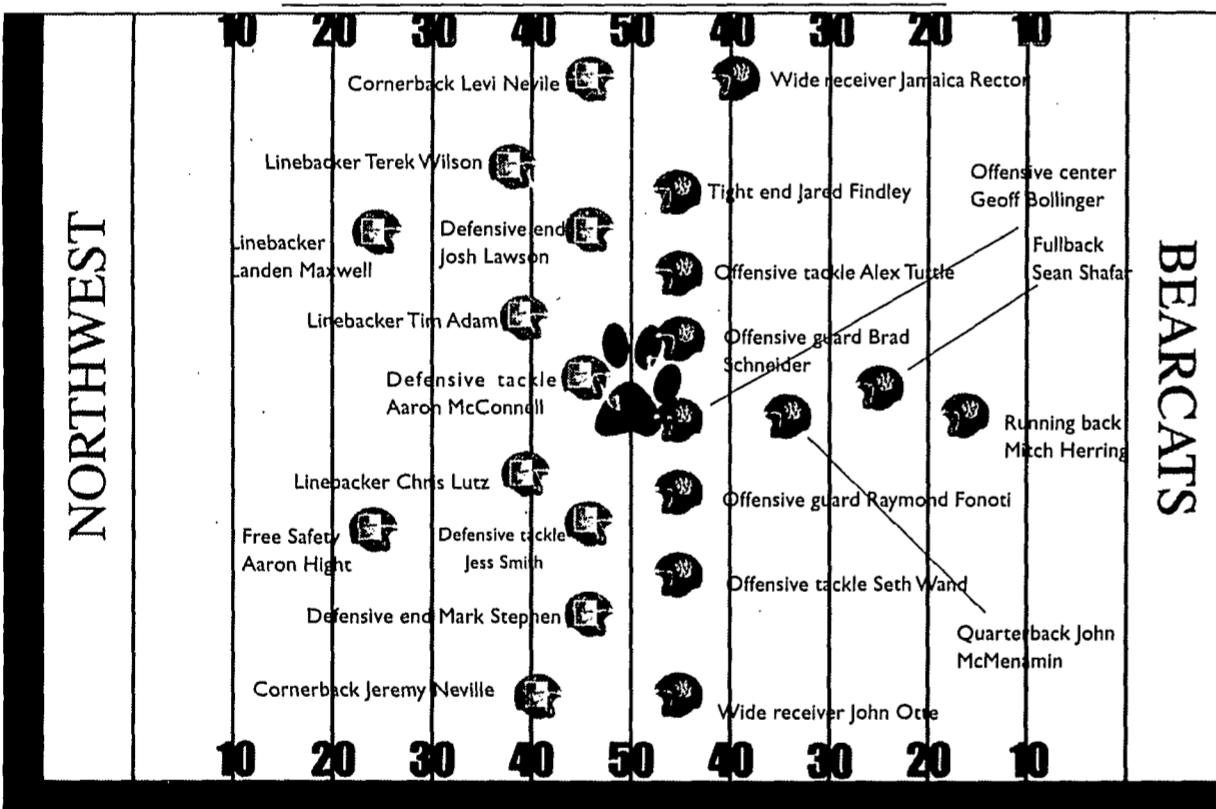 10 20 30 40 50 40 30 20 10
Cornerback Levi Nevile
Wide receiver Jamaica Rector
Linebacker Terek Wilson
Tight end Jared Findley
Offensive center
Geoff Bollinger
Linebacker
Landen Maxwell
Defensive end
Josh Lawson
Fullback
Sean Shafar
Offensive tackle Alex Tuttle
NORTHWEST
BEARCATS
Linebacker Tim Adam
Offensive guard Brad
Schneider
Defensive tackle
Aaron McConnell
Running back
Mitch Herring
Linebacker Chris Lutz
Offensive guard Raymond Fonoti
Free Safety
Aaron Hight
Defensive tackle
Jess Smith
Offensive tackle Seth Wand
Defensive end Mark Stephen
Quarterback John
McMenamin
Cornerback Jeremy Neville
Wide receiver John Otte
10 20 30 40 50 40 30 20 10